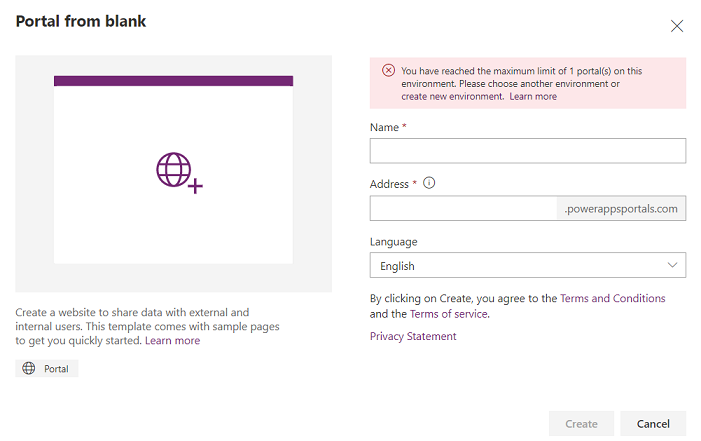 Portal from blank
You have reached the maximum limit of 1 portal(s) on this
environment. Please choose another environment or
create new environment. Learn more
Name *
Address *
.powerappsportals.com
Language
English
By clicking on Create, you agree to the Terms and Conditions
and the Terms of service.
Privacy Statement
Create a website to share data with external and
internal users. This template comes with sample pages
to get you quickly started. Learn more
Portal
Create
Cancel